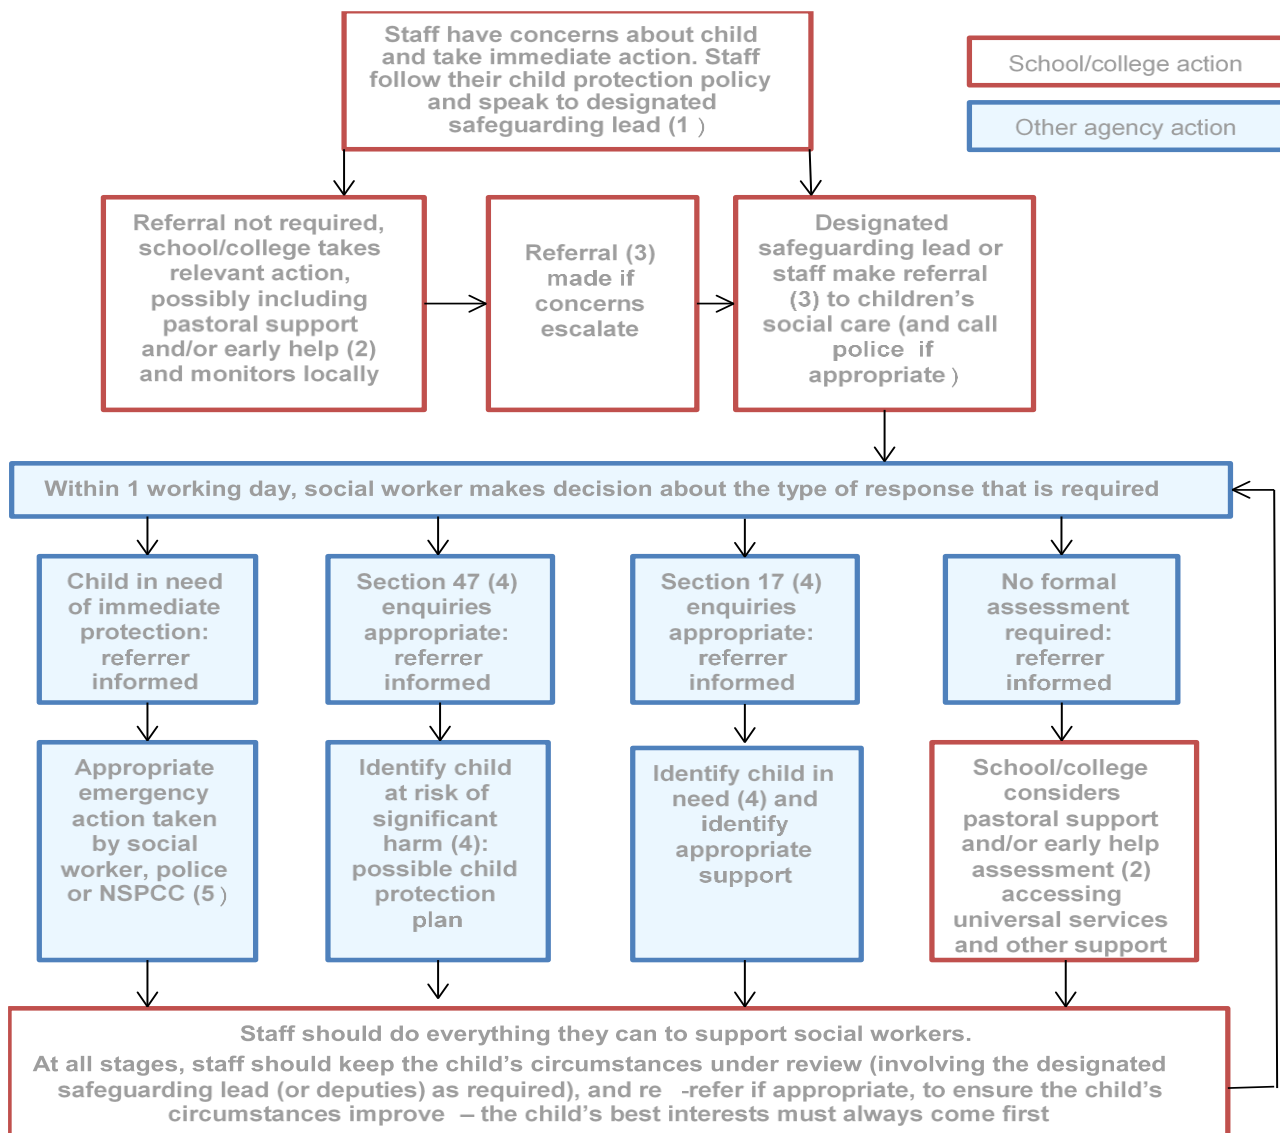 Staff have concerns about child
and take immediate action. Staff
follow their child protection policy
and speak to designated
safeguarding lead (1 )
School/college action
Other agency action
Referral not required,
school/college takes
relevant action,
possibly including
pastoral support
and/or early help (2)
and monitors locally
Referral (3)
made if
concerns
escalate
Designated
safeguarding lead or
staff make referral
(3) to children’s
social care (and call
police if
appropriate )
Within 1 working day, social worker makes decision about the type of response that is required
Child in need
of immediate
protection:
referrer
informed
Section 47 (4)
enquiries
appropriate:
referrer
informed
Section 17 (4)
enquiries
appropriate:
referrer
informed
No formal
assessment
required:
referrer
informed
Appropriate
emergency
action taken
by social
worker, police
or NSPCC (5 )
Identify child
at risk of
significant
harm (4):
possible child
protection
plan
Identify child in
need (4) and
identify
appropriate
support
School/college
considers
pastoral support
and/or early help
assessment (2)
accessing
universal services
and other support
Staff should do everything they can to support social workers.
At all stages, staff should keep the child’s circumstances under review (involving the designated
safeguarding lead (or deputies) as required), and re -refer if appropriate, to ensure the child’s
circumstances improve – the child’s best interests must always come first